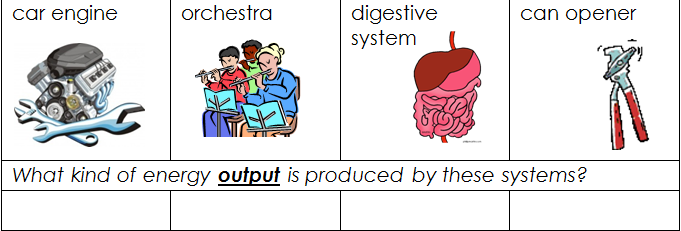 car engine
orchestra
digestive
system
can opener
What kind of energy output is produced by these systems?